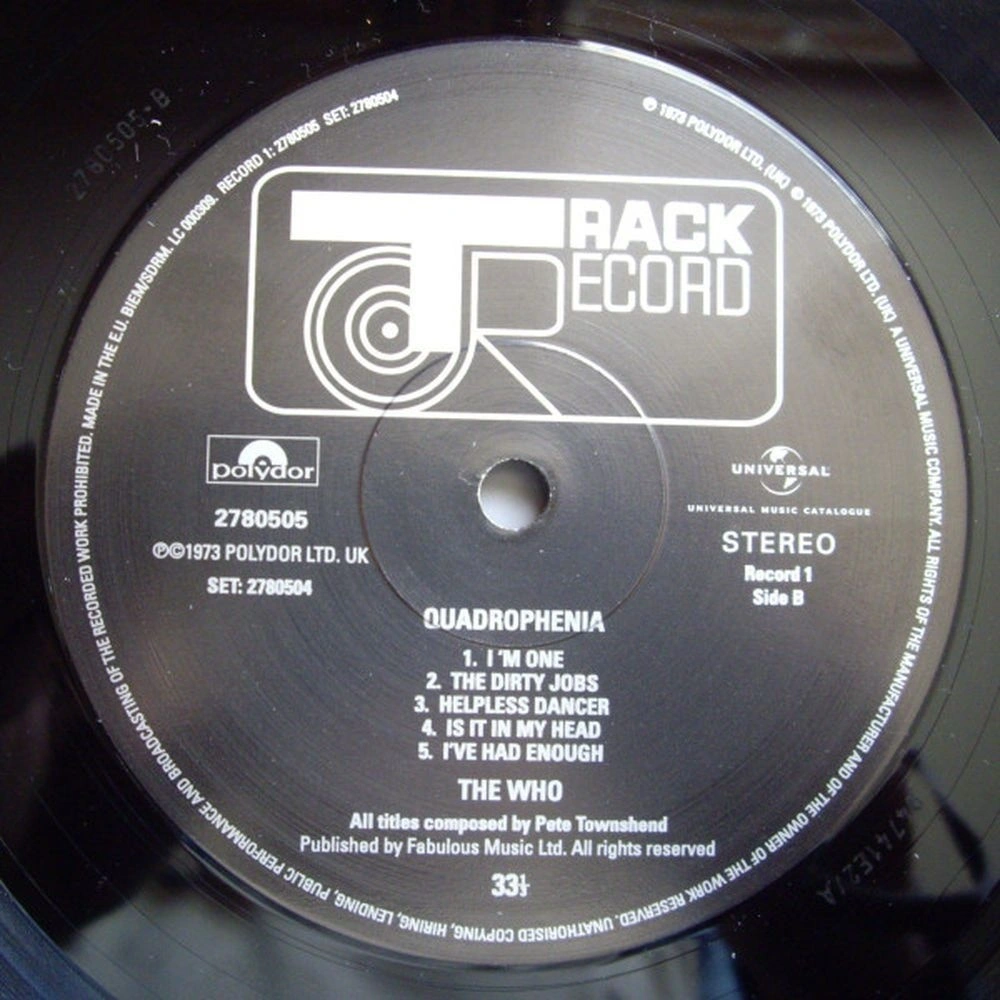 2780505-B
MADE IN THE E.U. BIEM/SDRM. LC 000309. RECORD 1: 2780505 SET: 2780504
℗ 1973 POLYDOR LTD. (UK) © 1973 POLYDOR LTD. (UK) A UNIVERSAL MUSIC COMPANY. ALL RIGHTS OF THE MANUFACTURER AND OF THE OWNER OF THE WORK RESERVED. UNATHORISED COPYING, HIRING, LENDING, PUBLIC PERFORMANCE AND BROADCASTING OF THE RECORDED WORK PROHIBITED.
TRACK
RECORD
polydor
UNIVERSAL
UNIVERSAL MUSIC CATALOGUE
2780505
℗©1973 POLYDOR LTD. UK
SET: 2780504
STEREO
Record 1
Side B
QUADROPHENIA
1. I 'M ONE
2. THE DIRTY JOBS
3. HELPLESS DANCER
4. IS IT IN MY HEAD
5. I'VE HAD ENOUGH
THE WHO
All titles composed by Pete Townshend
Published by Fabulous Music Ltd. All rights reserved
33⅓